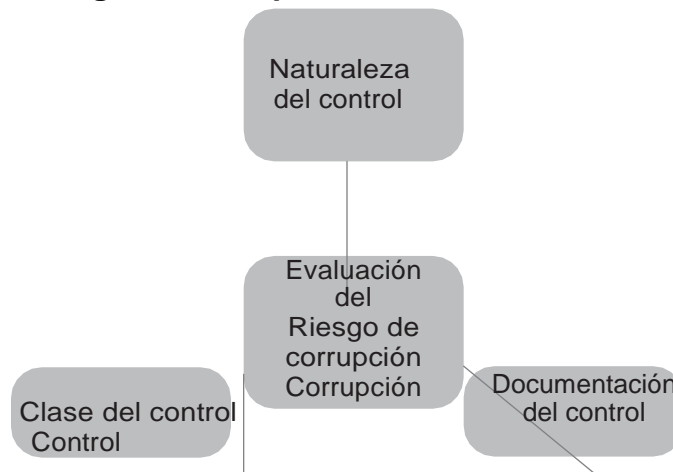 Naturaleza
del control
Evaluación
del
Riesgo de
corrupción
Corrupción
Clase del control
Control
Documentación
del control